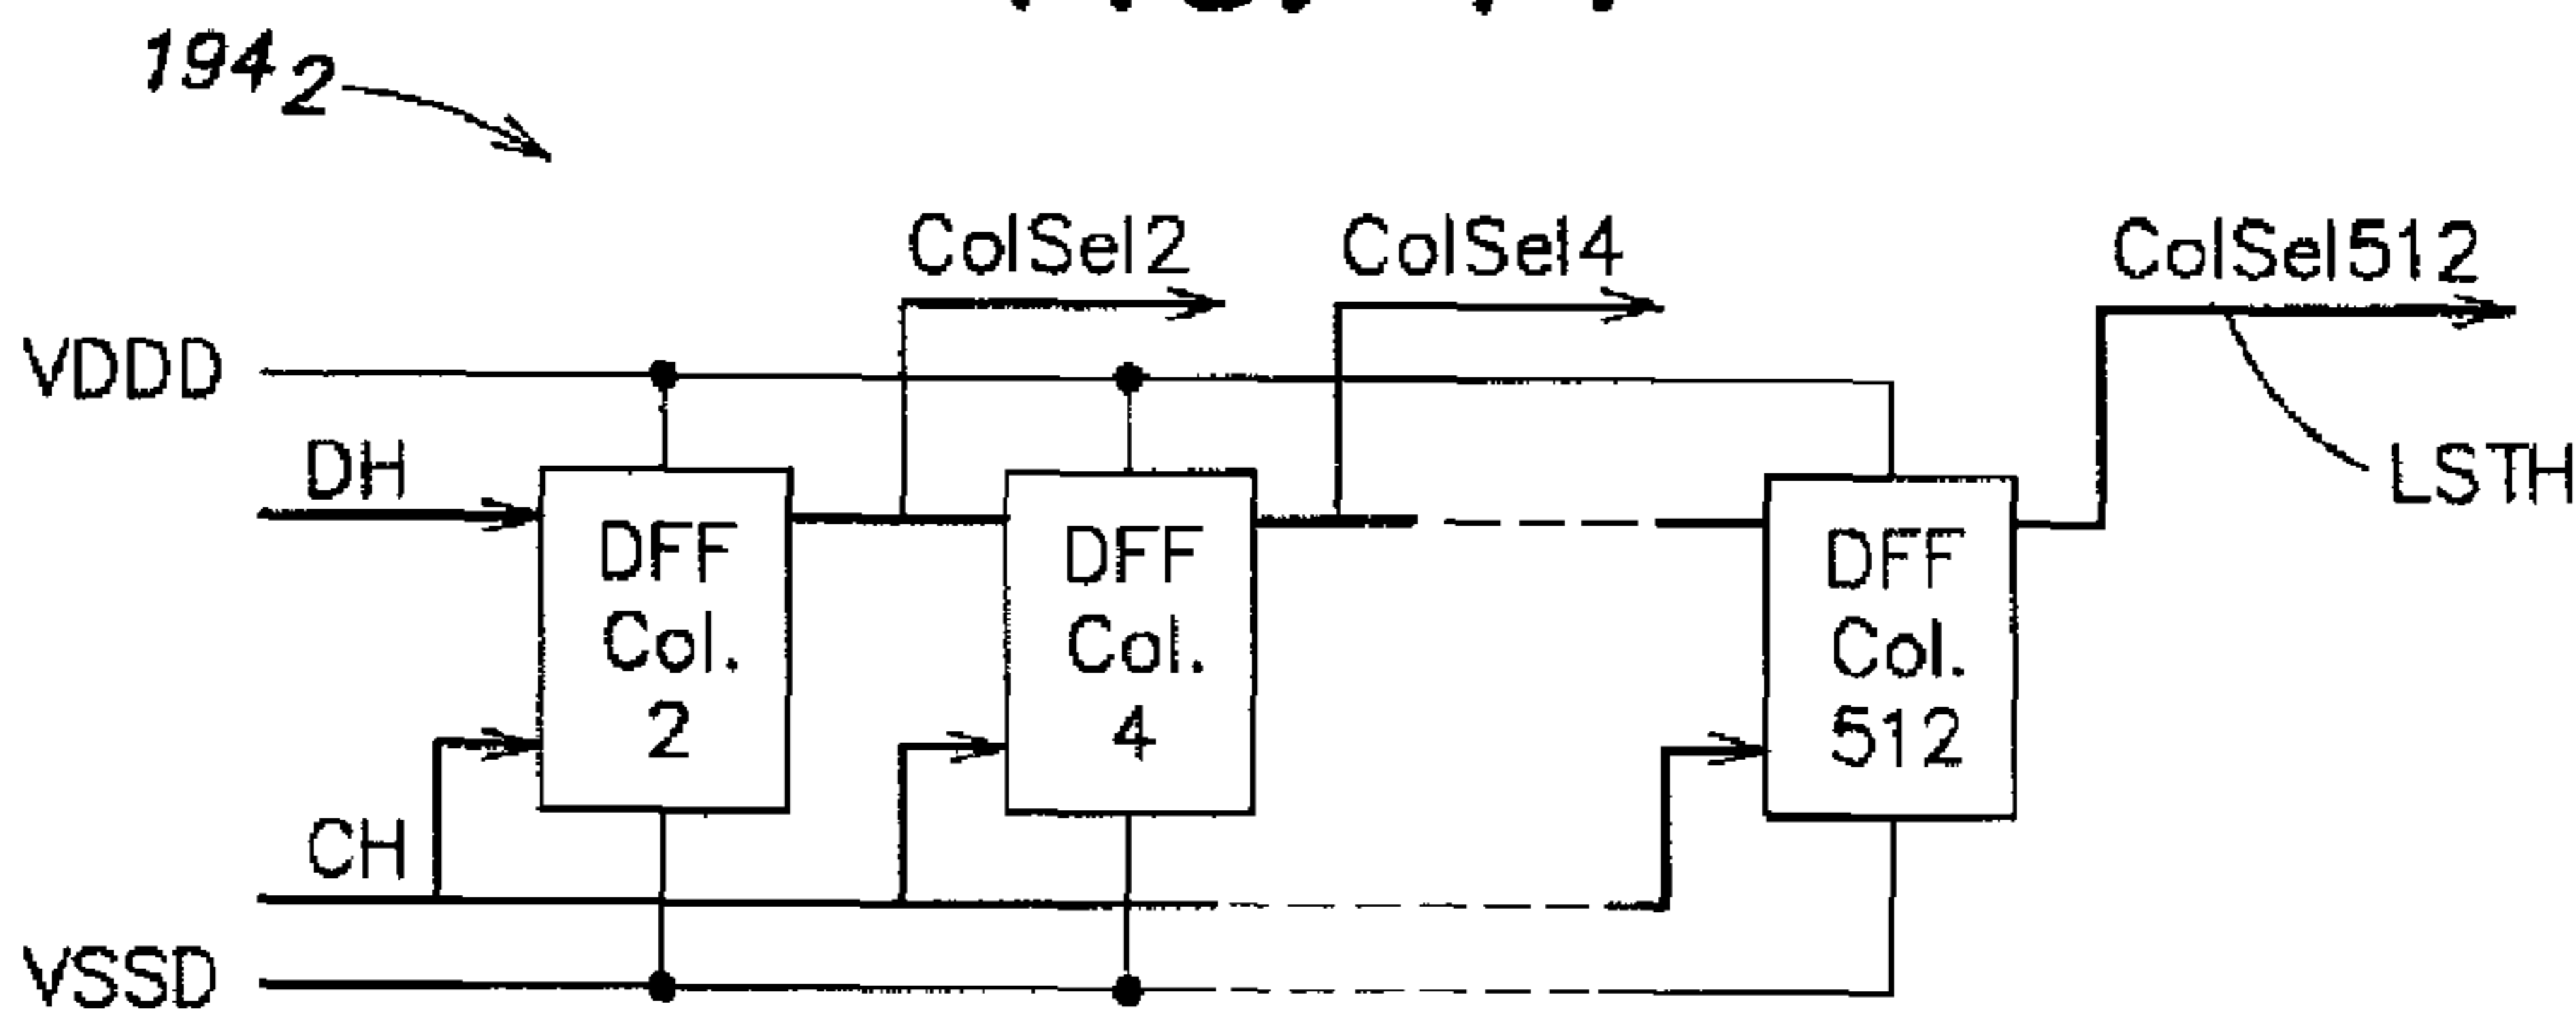 194₂
ColSel2
ColSel4
ColSel512
VDDD
DH
LSTH
DFF
Col.
2
DFF
Col.
4
DFF
Col.
512
CH
VSSD